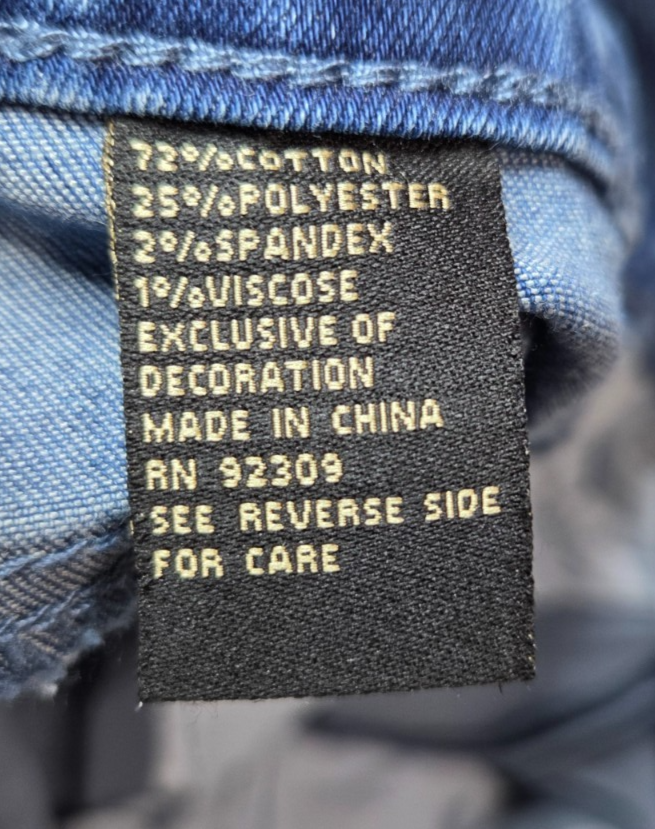 72%COTTON
25%POLYESTER
2%SPANDEX
1%VISCOSE
EXCLUSIVE OF
DECORATION
MADE IN CHINA
RN 92309
SEE REVERSE SIDE
FOR CARE